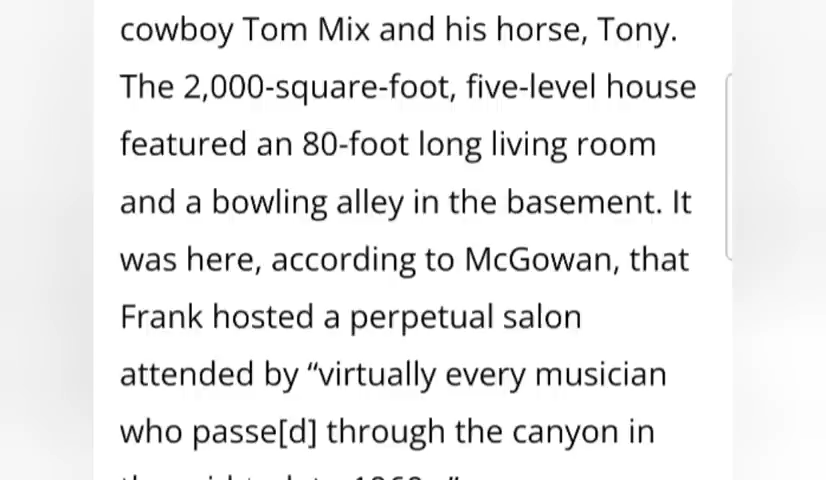 cowboy Tom Mix and his horse, Tony.
The 2,000-square-foot, five-level house
featured an 80-foot long living room
and a bowling alley in the basement. It
was here, according to McGowan, that
Frank hosted a perpetual salon
attended by “virtually every musician
who passe[d] through the canyon in